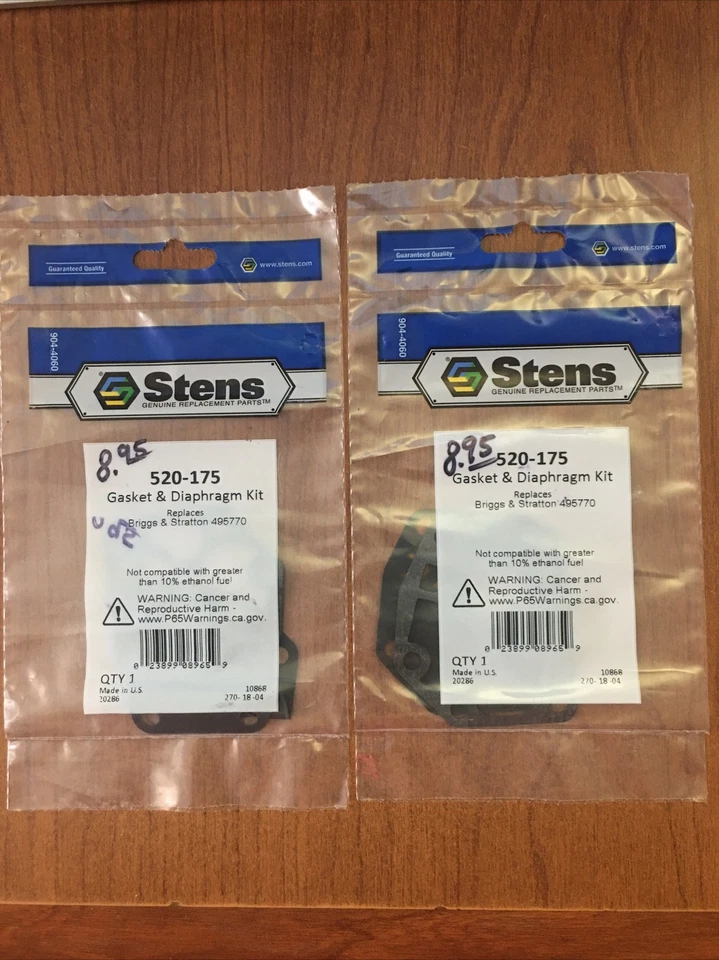 Guaranteed Quality
www.stens.com
904-4060
Stens
GENUINE REPLACEMENT PARTS™
8.95
520-175
Gasket & Diaphragm Kit
Replaces
Briggs & Stratton 495770
Not compatible with greater
than 10% ethanol fuel
WARNING: Cancer and
Reproductive Harm -
www.P65Warnings.ca.gov.
0 23899 08965 9
QTY 1
Made in U.S.
20286
10868
270- 18 -04
Guaranteed Quality
www.stens.com
904-4060
Stens
GENUINE REPLACEMENT PARTS™
8.95
520-175
Gasket & Diaphragm Kit
Replaces
Briggs & Stratton 495770
Not compatible with greater
than 10% ethanol fuel
WARNING: Cancer and
Reproductive Harm -
www.P65Warnings.ca.gov.
0 23899 08965 9
QTY 1
Made in U.S.
20286
10868
270- 18 -04